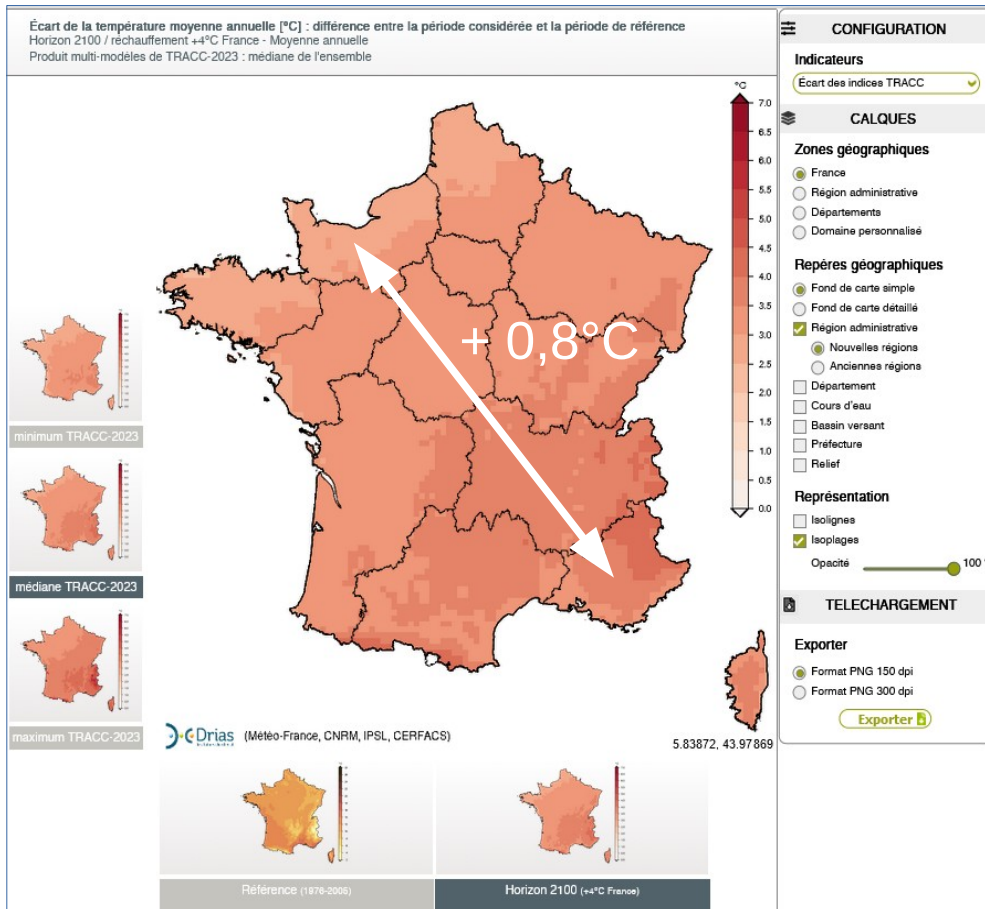 Écart de la température moyenne annuelle [°C] : différence entre la période considérée et la période de référence
Horizon 2100 / réchauffement +4°C France - Moyenne annuelle
Produit multi-modèles de TRACC-2023 : médiane de l'ensemble
°C
7.0
6.5
6.0
5.5
5.0
4.5
4.0
3.5
3.0
2.5
2.0
1.5
1.0
0.5
0.0
+ 0,8°C
minimum TRACC-2023
médiane TRACC-2023
maximum TRACC-2023
Drias (Météo-France, CNRM, IPSL, CERFACS)
5.83872, 43.97869
Référence (1976-2005)
Horizon 2100 (+4°C France)
CONFIGURATION
Indicateurs
Écart des indices TRACC
CALQUES
Zones géographiques
France
Région administrative
Départements
Domaine personnalisé
Repères géographiques
Fond de carte simple
Fond de carte détaillé
Région administrative
Nouvelles régions
Anciennes régions
Département
Cours d'eau
Bassin versant
Préfecture
Relief
Représentation
Isolignes
Isoplages
Opacité 100
TELECHARGEMENT
Exporter
Format PNG 150 dpi
Format PNG 300 dpi
Exporter